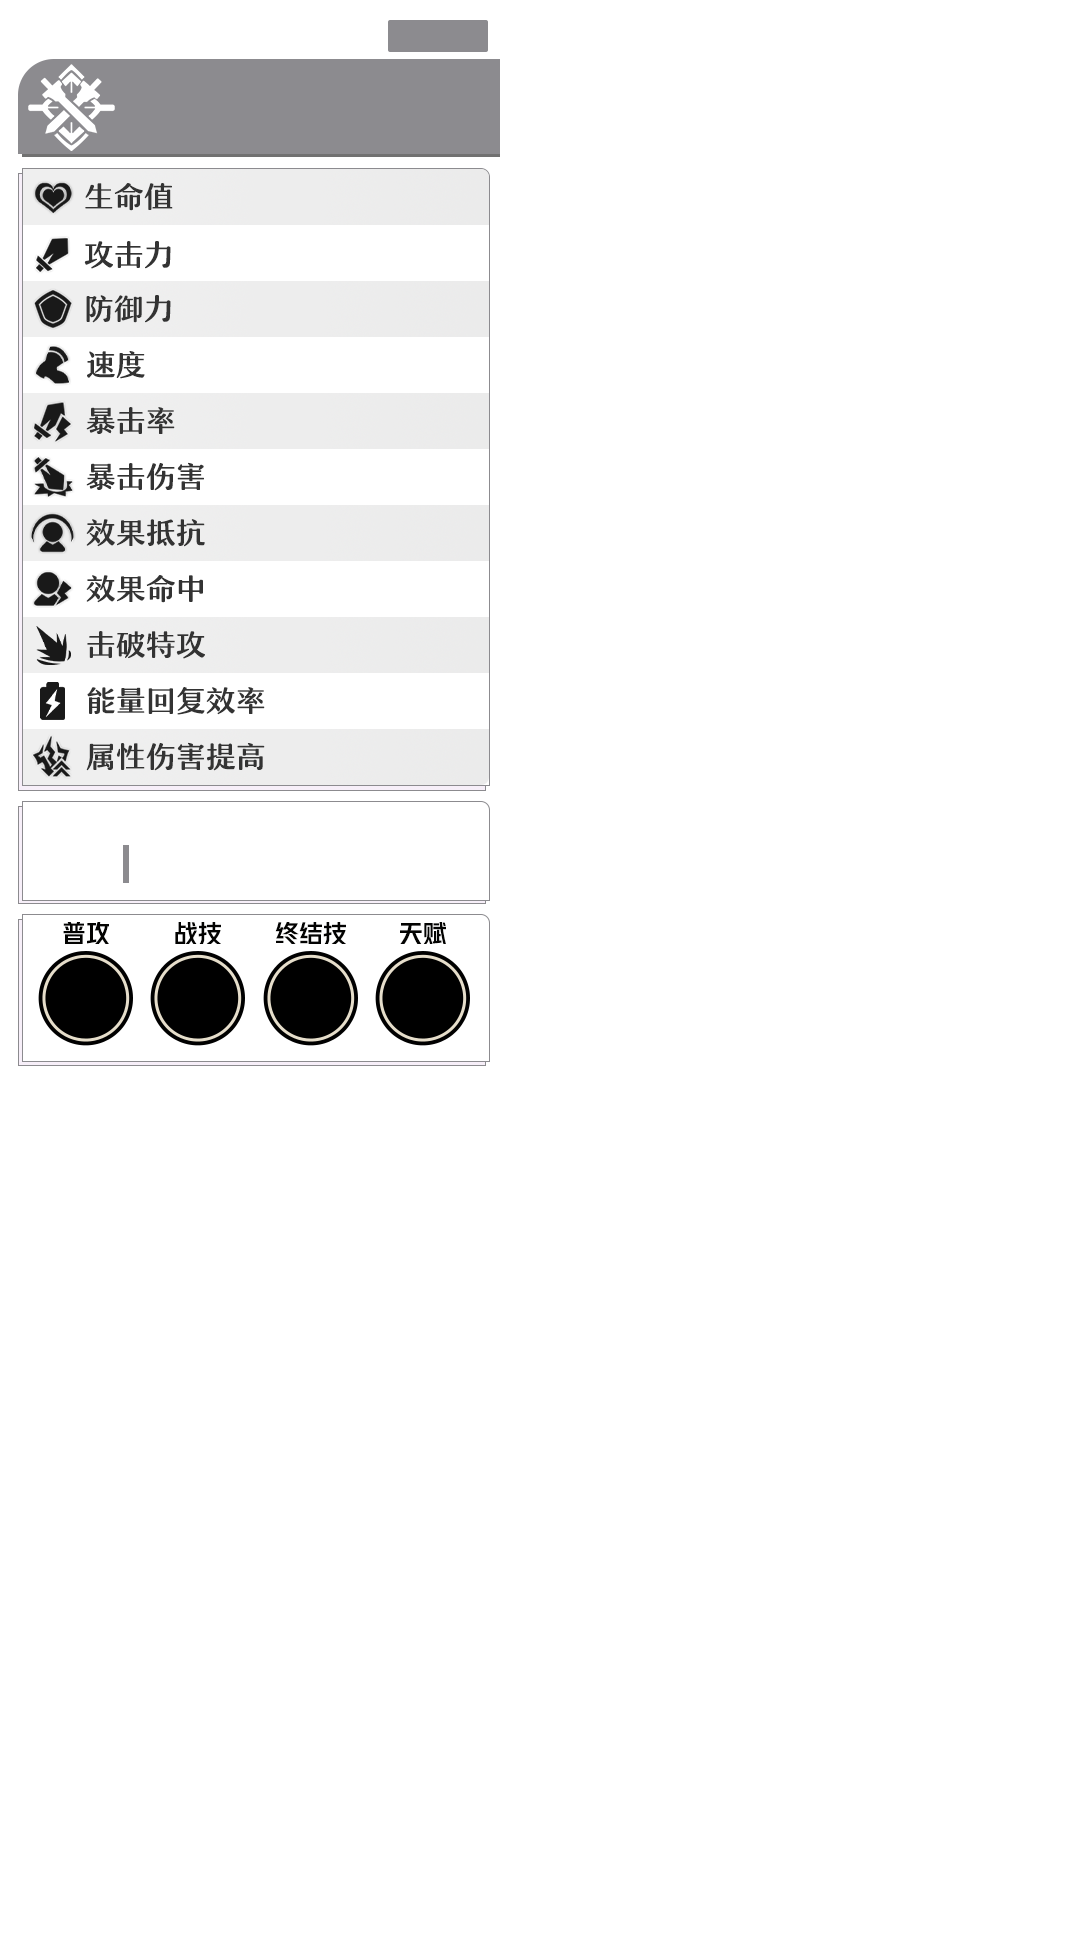 生命值
攻击力
防御力
速度
暴击率
暴击伤害
效果抵抗
效果命中
击破特攻
能量回复效率
属性伤害提高
普攻 战技 终结技 天赋